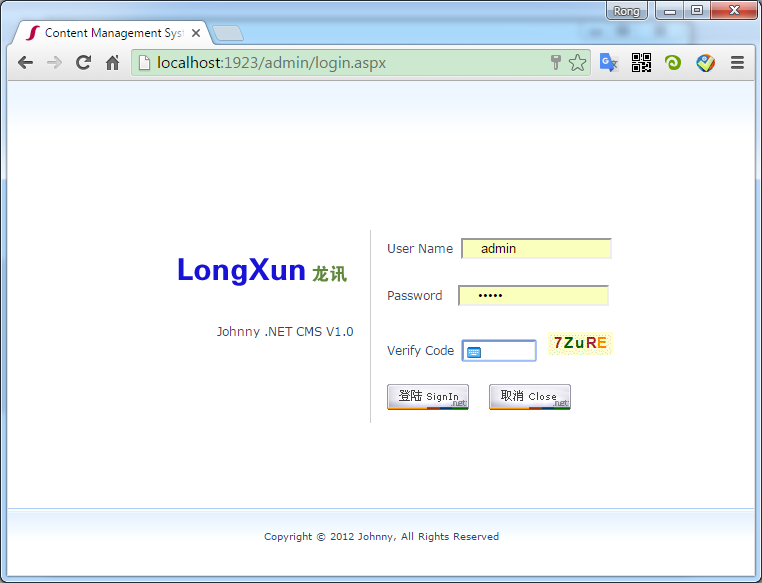 Rong
Content Management Syst
localhost:1923/admin/login.aspx
LongXun 龙讯
Johnny .NET CMS V1.0
User Name admin
Password •••••
Verify Code 7ZuRE
登陆 SignIn .net
取消 Close .net
Copyright © 2012 Johnny, All Rights Reserved